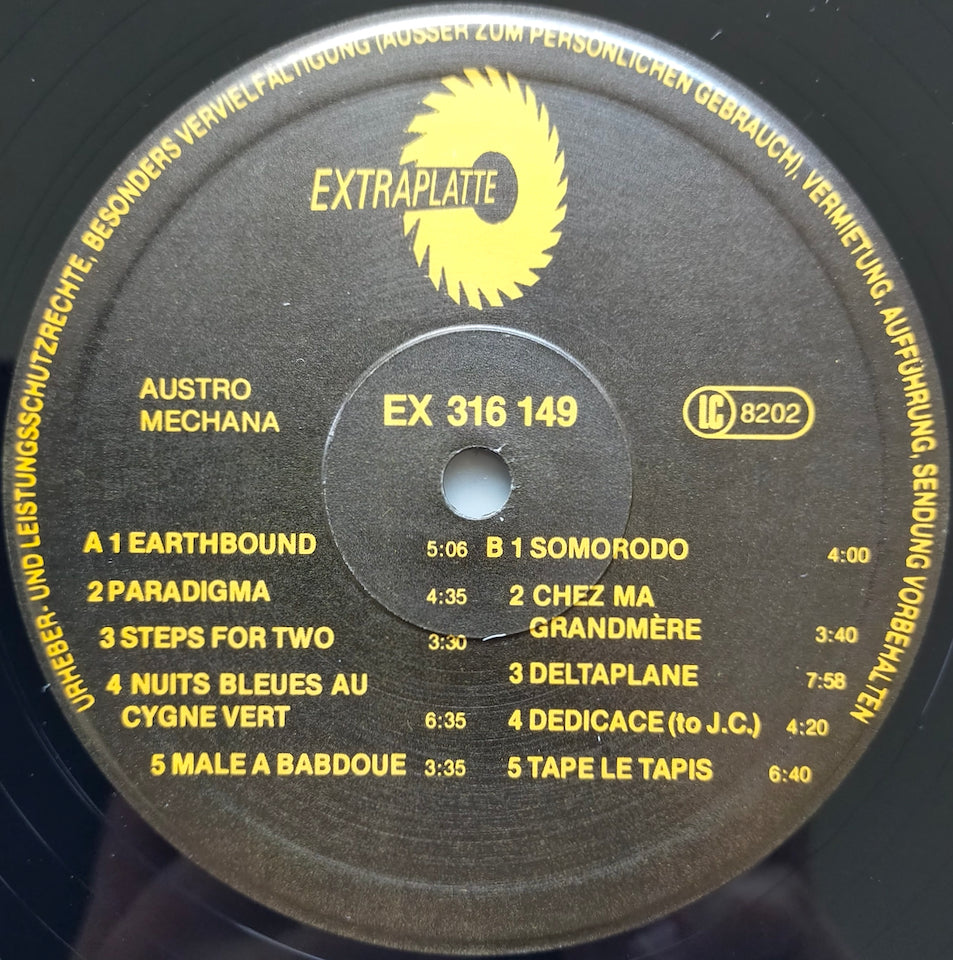 URHEBER- UND LEISTUNGSSCHUTZRECHTE, BESONDERS VERVIELFÄLTIGUNG (AUSSER ZUM PERSÖNLICHEN GEBRAUCH), VERMIETUNG, AUFFÜHRUNG, SENDUNG VORBEHALTEN
EXTRAPLATTE
AUSTRO
MECHANA
EX 316 149
LC 8202
A 1 EARTHBOUND 5:06
2 PARADIGMA 4:35
3 STEPS FOR TWO 3:30
4 NUITS BLEUES AU
CYGNE VERT 6:35
5 MALE A BABDOUE 3:35
B 1 SOMORODO 4:00
2 CHEZ MA
GRANDMÈRE 3:40
3 DELTAPLANE 7:58
4 DEDICACE (to J.C.) 4:20
5 TAPE LE TAPIS 6:40